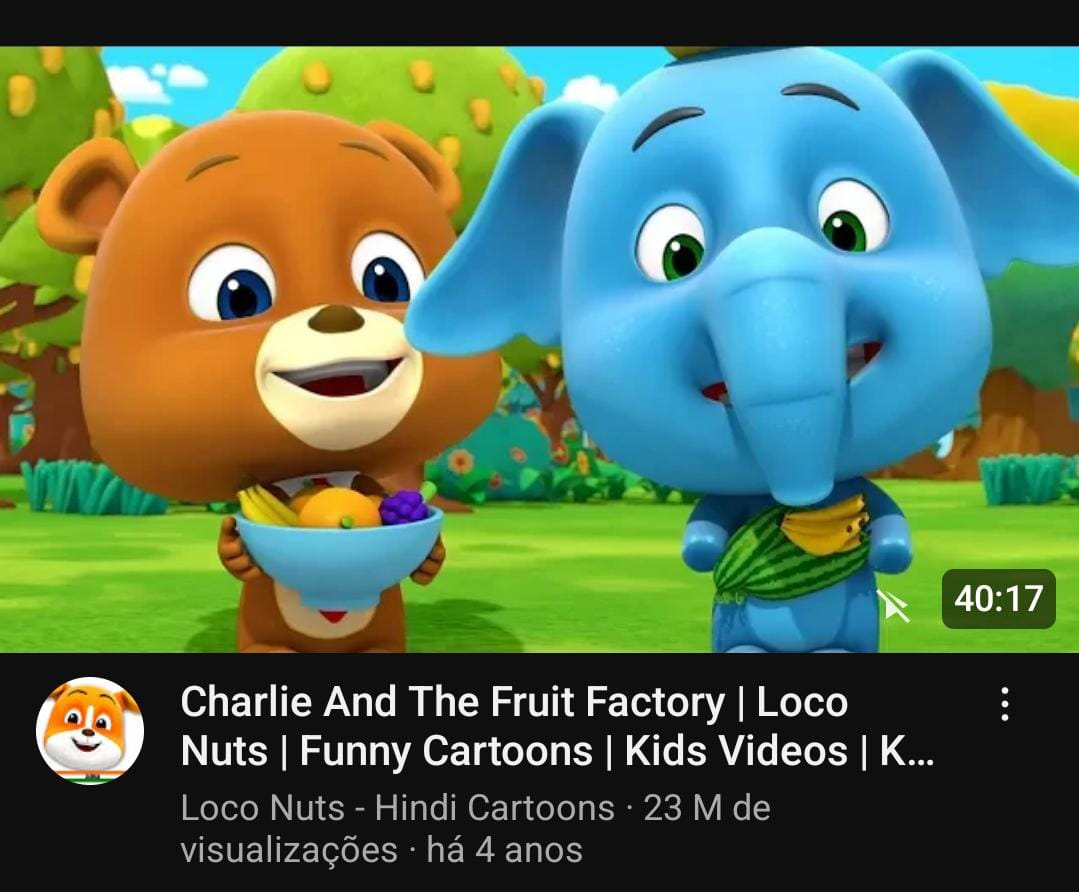 40:17
Charlie And The Fruit Factory | Loco
Nuts | Funny Cartoons | Kids Videos | K...
Loco Nuts - Hindi Cartoons · 23 M de
visualizações · há 4 anos